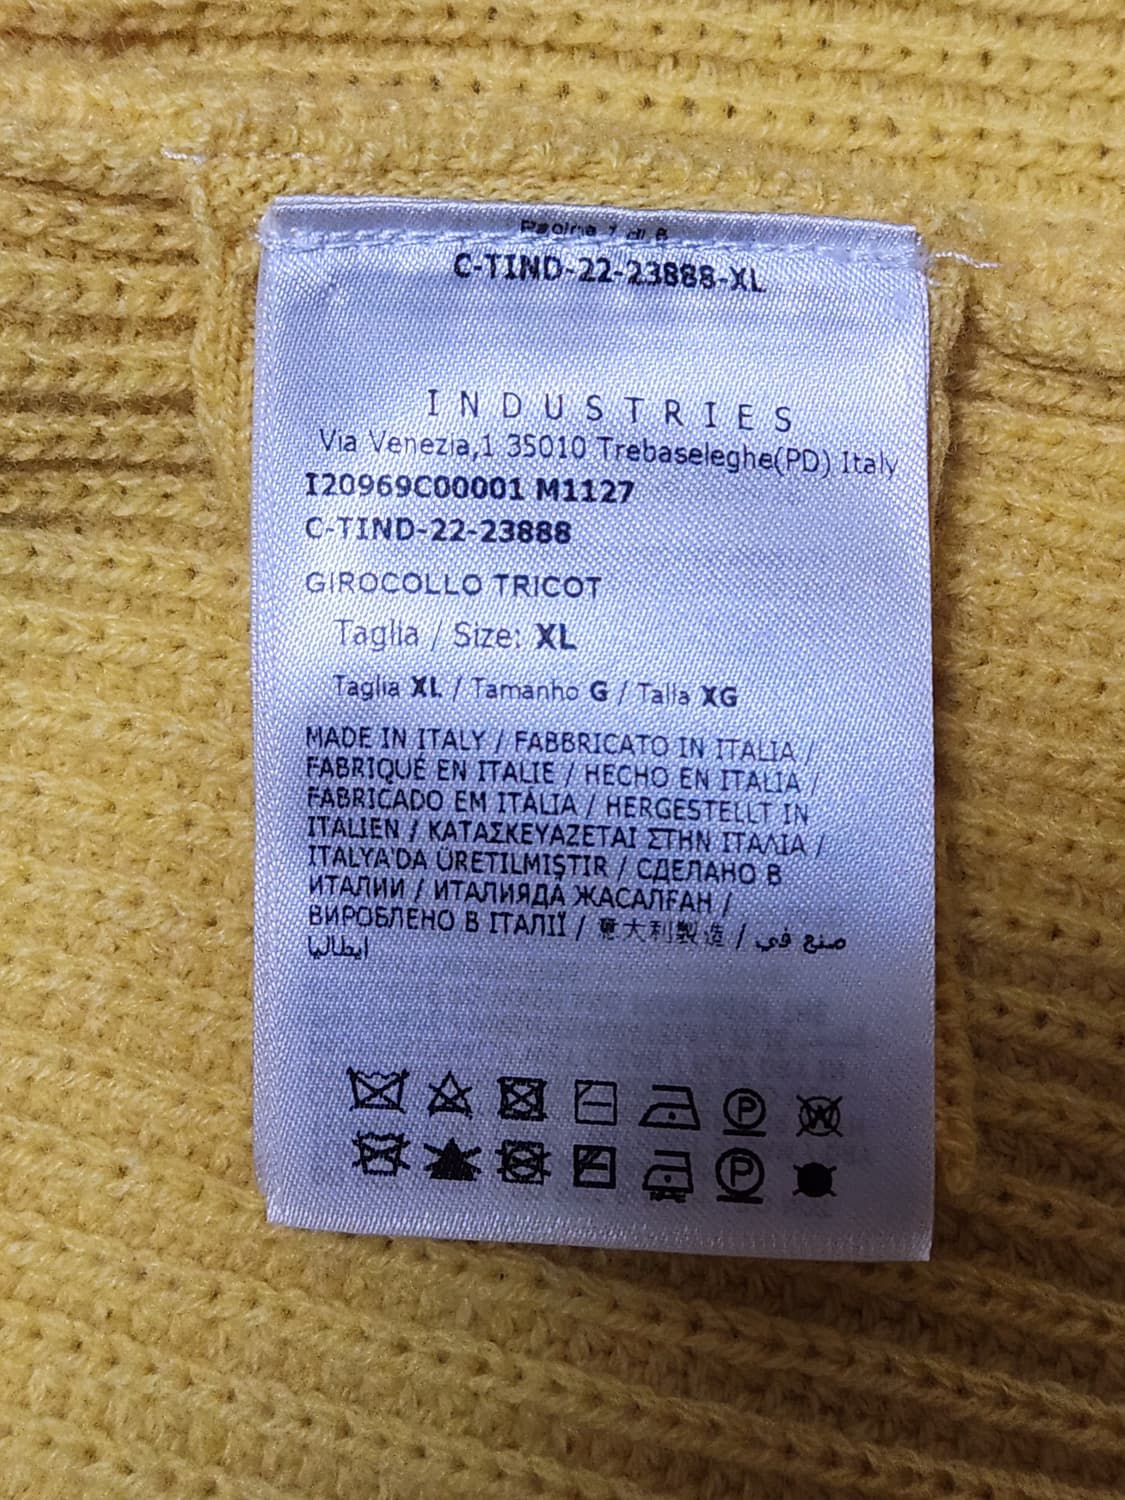 Pagina 1 di 6
C-TIND-22-23888-XL
INDUSTRIES
Via Venezia,1 35010 Trebaseleghe(PD) Italy
I20969C00001 M1127
C-TIND-22-23888
GIROCOLLO TRICOT
Taglia / Size: XL
Taglia XL / Tamanho G / Talla XG
MADE IN ITALY / FABBRICATO IN ITALIA /
FABRIQUÉ EN ITALIE / HECHO EN ITALIA /
FABRICADO EM ITÁLIA / HERGESTELLT IN
ITALIEN / ΚΑΤΑΣΚΕΥΑΖΕΤΑΙ ΣΤΗΝ ΙΤΑΛΙΑ /
ITALYA'DA ÜRETILMIŞTIR / СДЕЛАНО В
ИТАЛИИ / ИТАЛИЯДА ЖАСАЛҒАН /
ВИРОБЛЕНО В ІТАЛІЇ / 意大利製造 / صنع في
ايطاليا
P W
P